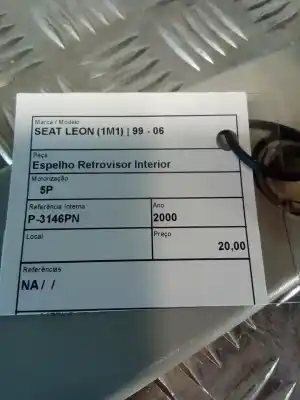 Marca / Modelo
SEAT LEON (1M1) | 99 - 06
Peça
Espelho Retrovisor Interior
Motorização
5P
Referência Interna Ano
P-3146PN 2000
Local Preço
20,00
Referências
NA / /